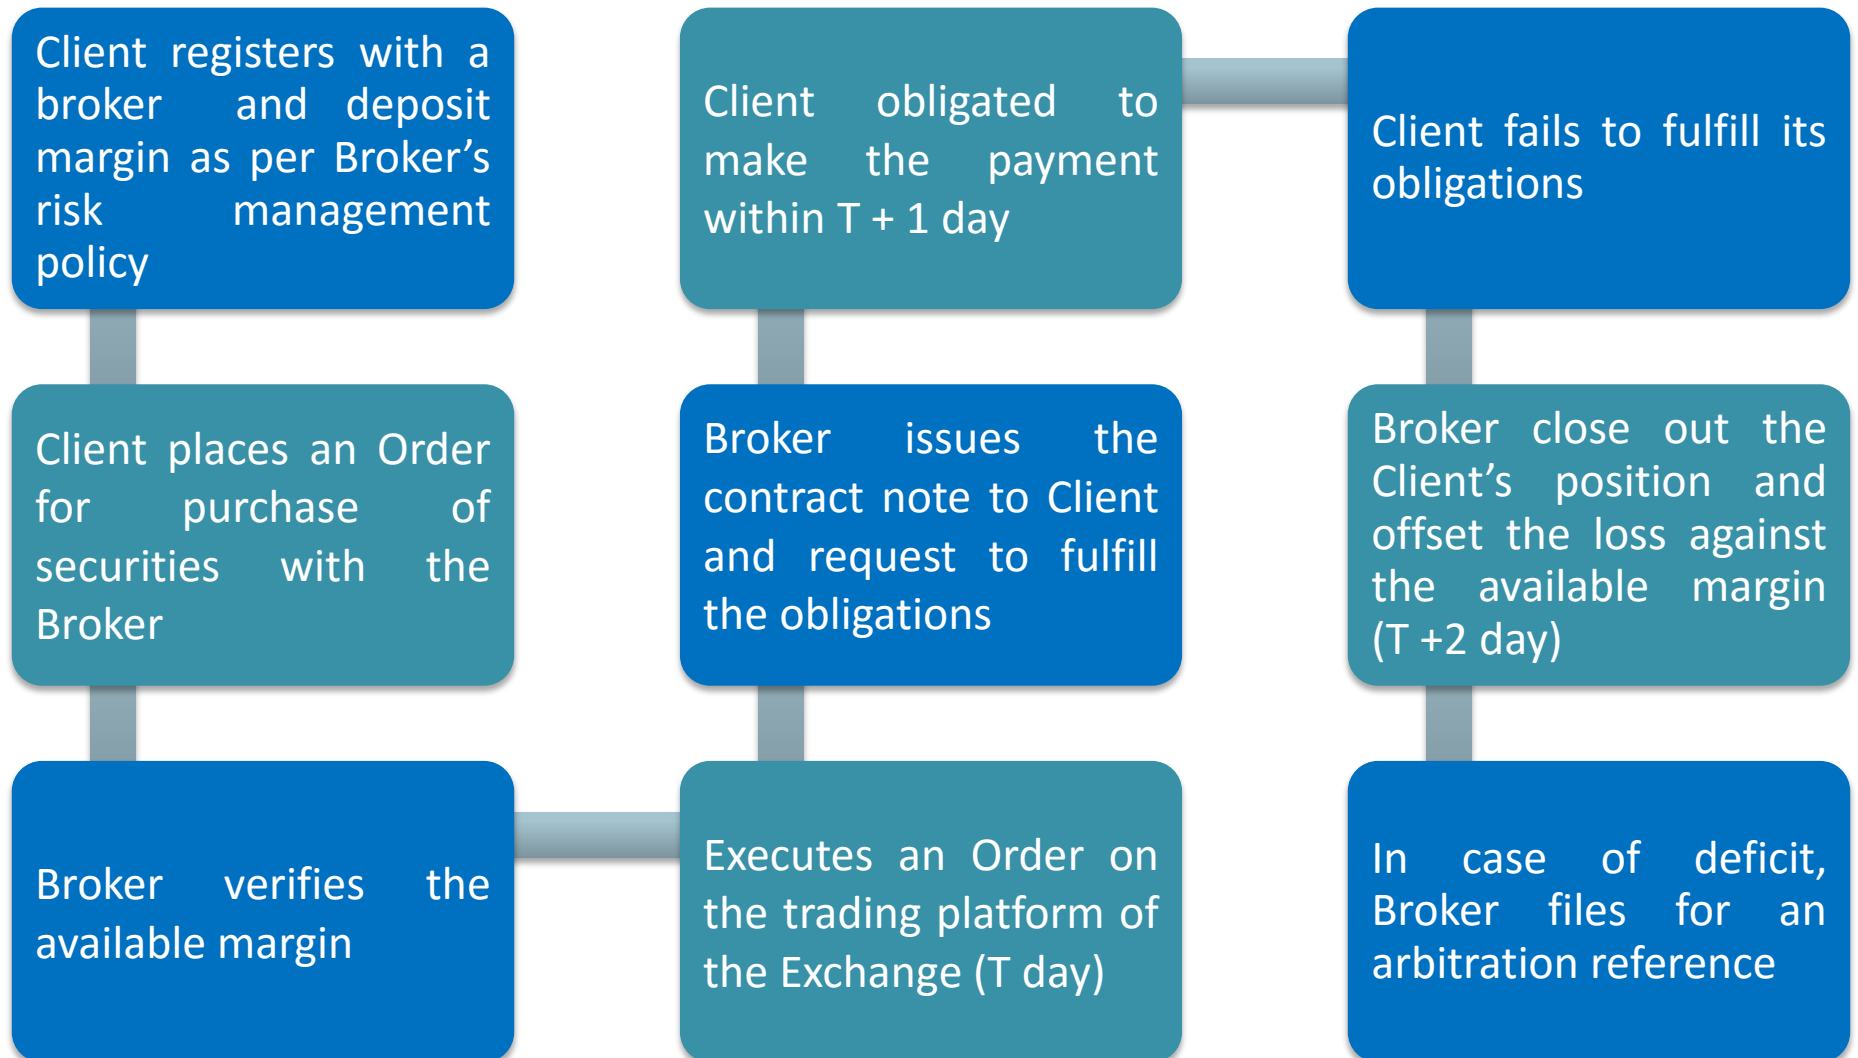 Client registers with a
broker and deposit
margin as per Broker’s
risk management
policy
Client places an Order
for purchase of
securities with the
Broker
Broker verifies the
available margin
Executes an Order on
the trading platform of
the Exchange (T day)
Broker issues the
contract note to Client
and request to fulfill
the obligations
Client obligated to
make the payment
within T + 1 day
Client fails to fulfill its
obligations
Broker close out the
Client’s position and
offset the loss against
the available margin
(T +2 day)
In case of deficit,
Broker files for an
arbitration reference